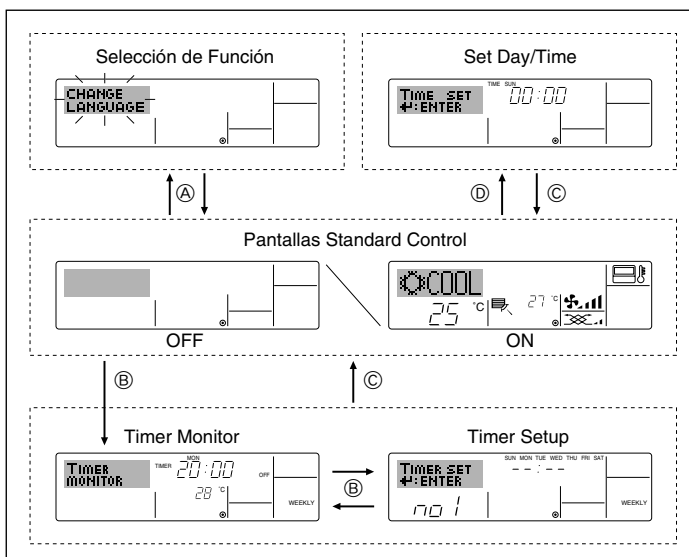 Selección de Función
CHANGE
LANGUAGE
Set Day/Time
TIME SUN
TIME SET
↵:ENTER
00:00
Ⓐ
Ⓓ
Ⓒ
Pantallas Standard Control
OFF
COOL
25 °C
27 °C
ON
Ⓑ
Ⓒ
Timer Monitor
TIMER
MONITOR
MON
TIMER 20:00 OFF
28 °C
WEEKLY
Ⓑ
Timer Setup
TIMER SET
↵:ENTER
SUN MON TUE WED THU FRI SAT
--:--
no 1
WEEKLY